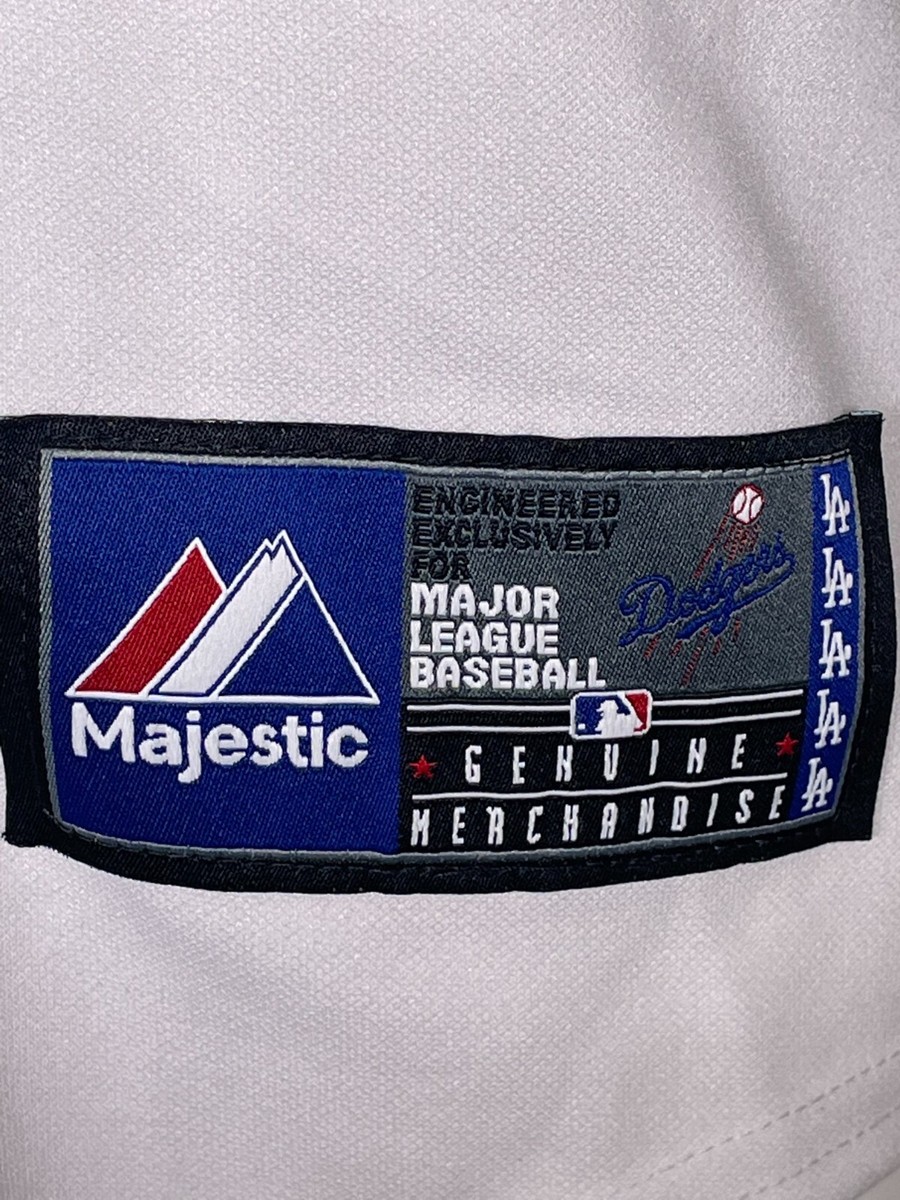 Majestic
ENGINEERED
EXCLUSIVELY
FOR
MAJOR
LEAGUE
BASEBALL
Dodgers
GENUINE
MERCHANDISE
LA
LA
LA
LA
LA